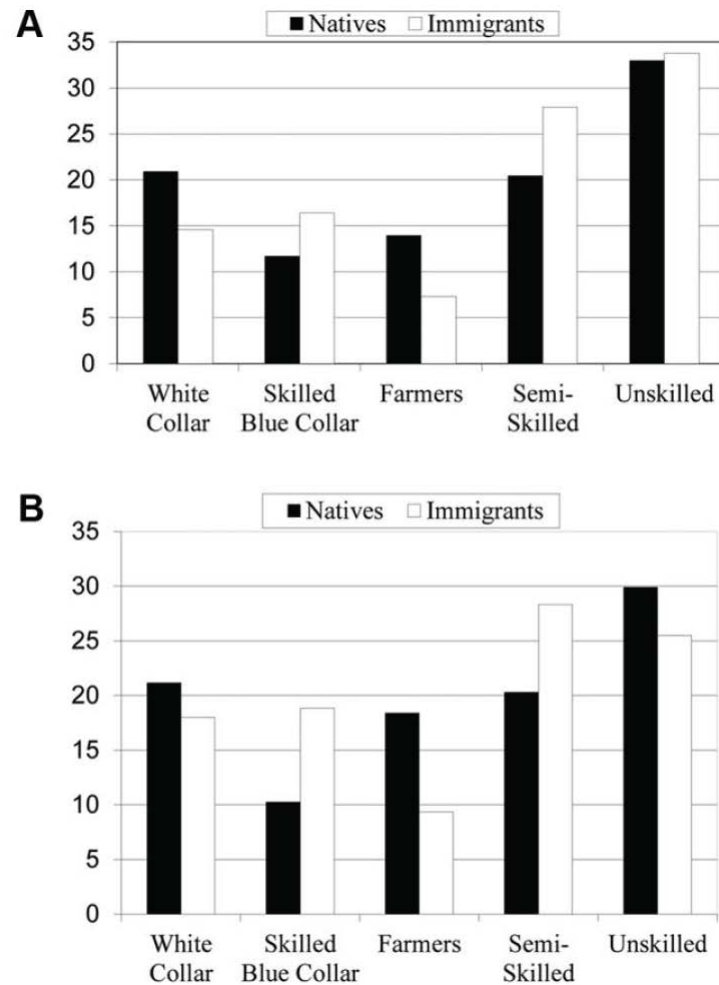 A
Natives Immigrants
35
30
25
20
15
10
5
0
White Collar
Skilled Blue Collar
Farmers
Semi-Skilled
Unskilled
B
Natives Immigrants
35
30
25
20
15
10
5
0
White Collar
Skilled Blue Collar
Farmers
Semi-Skilled
Unskilled